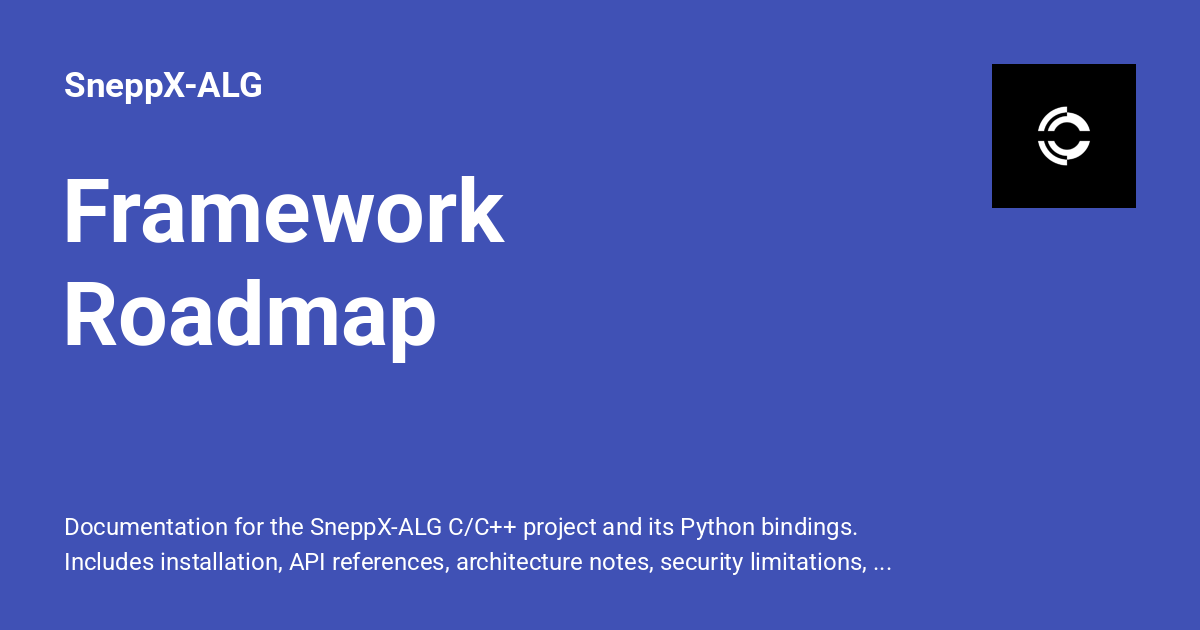 SneppX-ALG
Framework
Roadmap
Documentation for the SneppX-ALG C/C++ project and its Python bindings.
Includes installation, API references, architecture notes, security limitations, ...